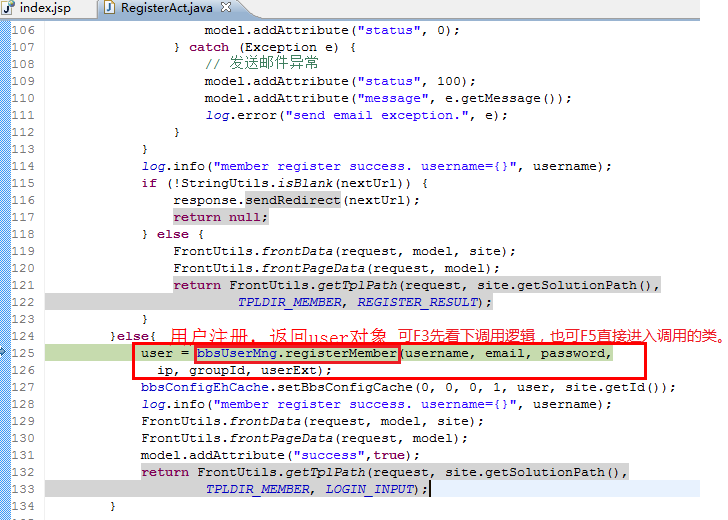 index.jsp RegisterAct.java
106 model.addAttribute("status", 0);
107 } catch (Exception e) {
108 // 发送邮件异常
109 model.addAttribute("status", 100);
110 model.addAttribute("message", e.getMessage());
111 log.error("send email exception.", e);
112 }
113 }
114 log.info("member register success. username={}", username);
115 if (!StringUtils.isBlank(nextUrl)) {
116 response.sendRedirect(nextUrl);
117 return null;
118 } else {
119 FrontUtils.frontData(request, model, site);
120 FrontUtils.frontPageData(request, model);
121 return FrontUtils.getTplPath(request, site.getSolutionPath(),
122 TPLDIR_MEMBER, REGISTER_RESULT);
123 }
124 }else{ 用户注册, 返回user对象 可F3先看下调用逻辑,也可F5直接进入调用的类。
125 user = bbsUserMng.registerMember(username, email, password,
126 ip, groupId, userExt);
127 bbsConfigEhCache.setBbsConfigCache(0, 0, 0, 1, user, site.getId());
128 log.info("member register success. username={}", username);
129 FrontUtils.frontData(request, model, site);
130 FrontUtils.frontPageData(request, model);
131 model.addAttribute("success",true);
132 return FrontUtils.getTplPath(request, site.getSolutionPath(),
133 TPLDIR_MEMBER, LOGIN_INPUT);
134 }